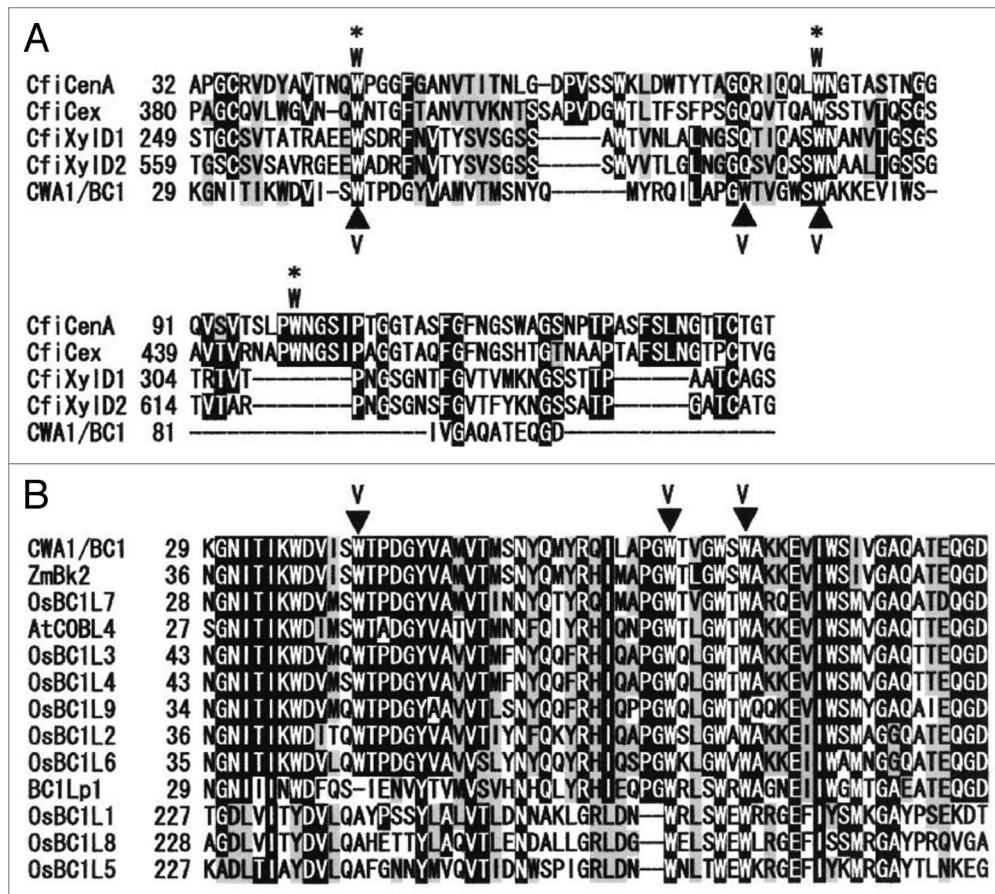 A
* *
W W
CfiCenA 32 APGCRVDYAVTNQWPGGFGANVTITNLG-DPVSSWKLDWTYTAGQRIQQLWNGTASTNGG
CfiCex 380 PAGCQVLWGVN-QWNTGFTANVTVKNTSSAPVDGWTLTFSFPSGQQVTQAWSSTVTQSGS
CfiXylD1 249 STGCSVTATRAEEWSDRFNVTYSVSGSS-----AWTVNLALNGSQTIQASWNANVTGSGS
CfiXylD2 559 TGSCSVSAVRGEEWADRFNVTYSVSGSS-----SWVVTLGLNGGQSVQSSWNAALTGSSG
CWA1/BC1 29 KGNITIKWDVI-SWTPDGYVAMVTMSNYQ------MYRQILAPGWTVGWSWAKKEVIWS-
V V V
*
W
CfiCenA 91 QVSVTSLPWNGSIPTGGTASFGFNGSWAGSNPTPASFSLNGTTCTGT
CfiCex 439 AVTVRNAPWNGSIPAGGTAQFGFNGSHTGTNAAPTAFSLNGTPCTVG
CfiXylD1 304 TRTVT--------PNGSGNTFGVTVMKNGSSTTP------AATCAGS
CfiXylD2 614 TVTAR--------PNGSGNSFGVTFYKNGSSATP------GATCATG
CWA1/BC1 81 -------------------IVGAQATEQGD-----------------
B
V V V
CWA1/BC1 29 KGNITIKWDVISWTPDGYVAMVTMSNYQMYRQILAPGWTVGWSWAKKEVIWSIVGAQATEQGD
ZmBk2 36 NGNITIKWDVISWTPDGYVAMVTMSNYQMYRHIMAPGWTLGWSWAKKEVIWSIVGAQATEQGD
OsBC1L7 28 NGNITIKWDVMSWTPDGYVAMVTINNYQTYRQIMAPGWTVGWTWARQEVIWSMVGAQATDQGD
AtCOBL4 27 SGNITIKWDIMSWTADGYVATVTMNNFQIYRHIQNPGWTLGWTWAKKEVIWSMVGAQTTEQGD
OsBC1L3 43 NGNITIKWDVMQWTPDGYVAVVTMFNYQQFRHIQAPGWQLGWTWAKKEVIWSMVGAQTTEQGD
OsBC1L4 43 NGNITIKWDVMSWTPDGYVAVVTMFNYQQFRHIQAPGWQLGWTWAKKEVIWSMVGAQTTEQGD
OsBC1L9 34 NGNITIKWDVMQWTPDGYAAVVTLSNYQQFRHIQPPGWQLGWTWQQKEVIWSMYGAQAIEQGD
OsBC1L2 36 NGNITIKWDITQWTPDGYVAVVTIYNFQKYRHIQAPGWSLGWAWAKKEIIWSMAGGQATEQGD
OsBC1L6 35 NGNITIKWDVLQWTPDGYVAVVSLYNYQQYRHIQSPGWKLGWVWAKKEIIWAMNGGQATEQGD
BC1Lp1 29 NGNIIINWDFQS-IENVYTVMVSVHNHQLYRHIEQPGWRLSWRWAGNEIIWGMTGAEATEQGD
OsBC1L1 227 TGDLVITYDVLQAYPSSYLALVTLDNNAKLGRLDN--WRLSWEWRRGEFIYSMKGAYPSEKDT
OsBC1L8 228 AGDLVITYDVLQAHETTYLAQVTLENDALLGRLDG--WELSWEWLRGEFISSMRGAYPRQVGA
OsBC1L5 227 KADLTIAYDVLQAFGNNYMVQVTIDNWSPIGRLDN--WNLTWEWKRGEFIYKMRGAYTLNKEG